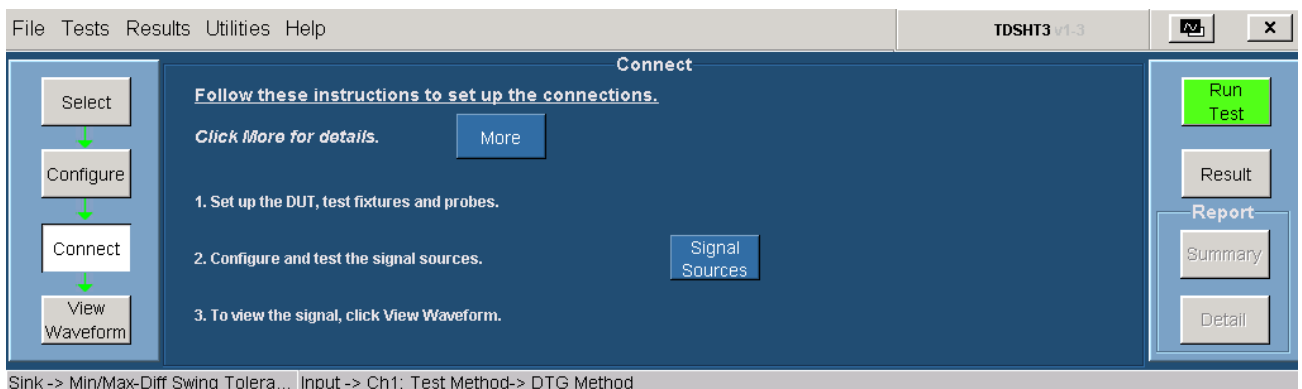 File Tests Results Utilities Help
TDSHT3 v1-3
x
Connect
Select
Configure
Connect
View
Waveform
Follow these instructions to set up the connections.
Click More for details.
More
1. Set up the DUT, test fixtures and probes.
2. Configure and test the signal sources.
Signal
Sources
3. To view the signal, click View Waveform.
Run
Test
Result
Report
Summary
Detail
Sink -> Min/Max-Diff Swing Tolera... Input -> Ch1: Test Method-> DTG Method